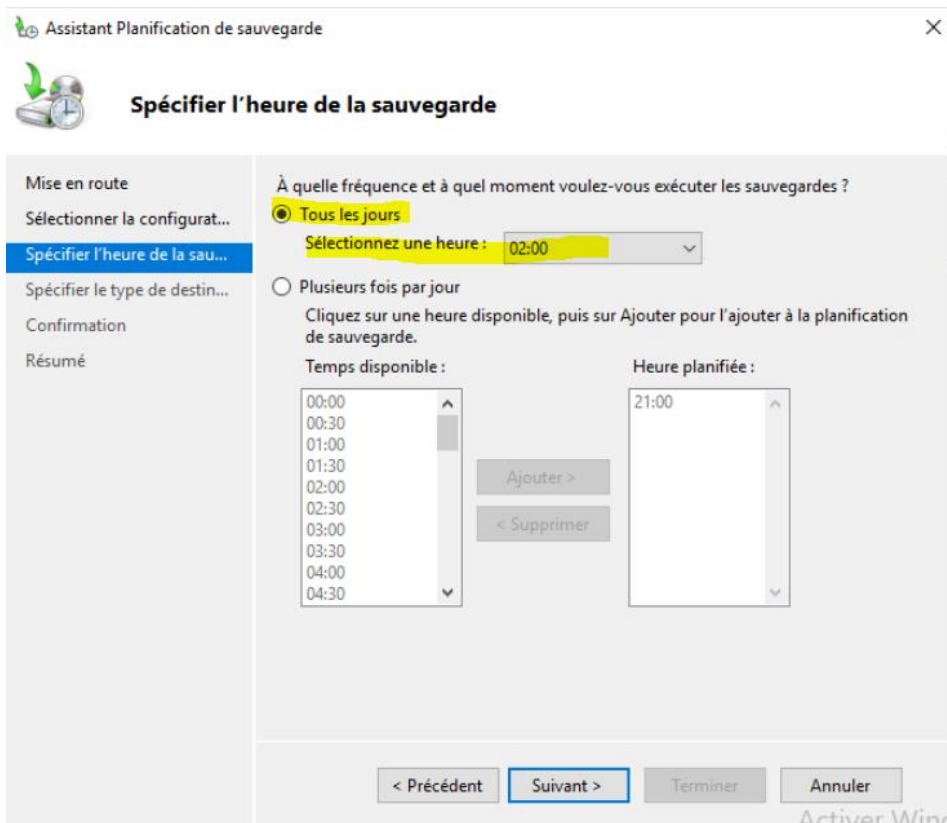 Assistant Planification de sauvegarde
Spécifier l'heure de la sauvegarde
Mise en route
Sélectionner la configurat...
Spécifier l'heure de la sau...
Spécifier le type de destin...
Confirmation
Résumé
À quelle fréquence et à quel moment voulez-vous exécuter les sauvegardes ?
Tous les jours
Sélectionnez une heure : 02:00
Plusieurs fois par jour
Cliquez sur une heure disponible, puis sur Ajouter pour l'ajouter à la planification
de sauvegarde.
Temps disponible :
00:00
00:30
01:00
01:30
02:00
02:30
03:00
03:30
04:00
04:30
Ajouter >
< Supprimer
Heure planifiée :
21:00
< Précédent
Suivant >
Terminer
Annuler
Activer Win